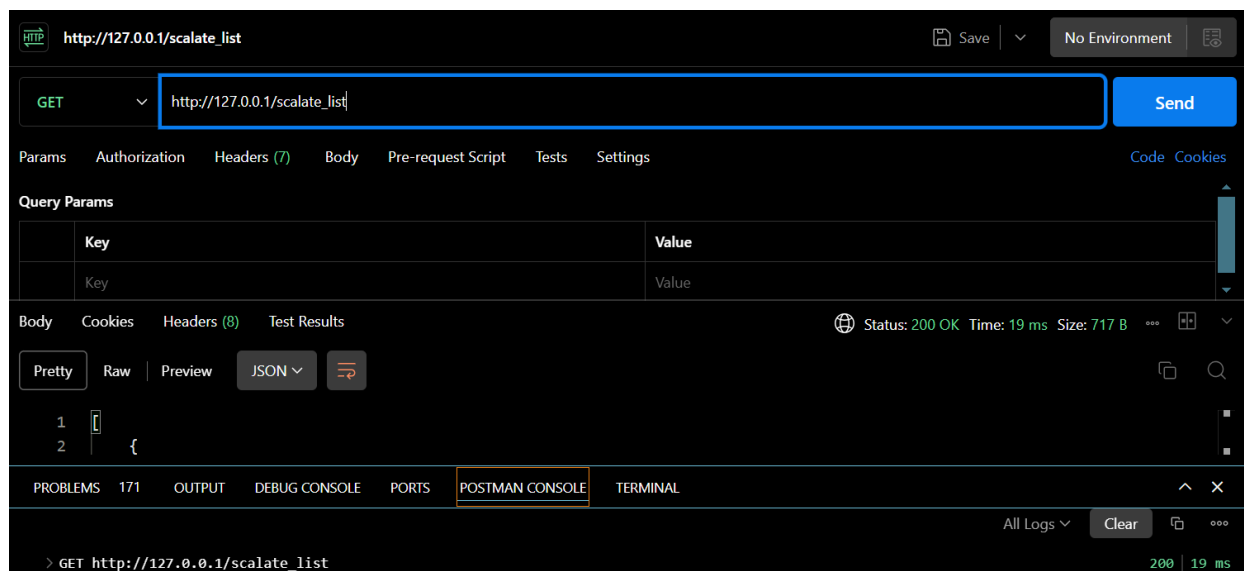 HTTP http://127.0.0.1/scalate_list Save No Environment
GET http://127.0.0.1/scalate_list Send
Params Authorization Headers (7) Body Pre-request Script Tests Settings Code Cookies
Query Params
Key Value
Key Value
Body Cookies Headers (8) Test Results Status: 200 OK Time: 19 ms Size: 717 B
Pretty Raw Preview JSON
1 [
2 {
PROBLEMS 171 OUTPUT DEBUG CONSOLE PORTS POSTMAN CONSOLE TERMINAL
All Logs Clear
> GET http://127.0.0.1/scalate_list 200 19 ms